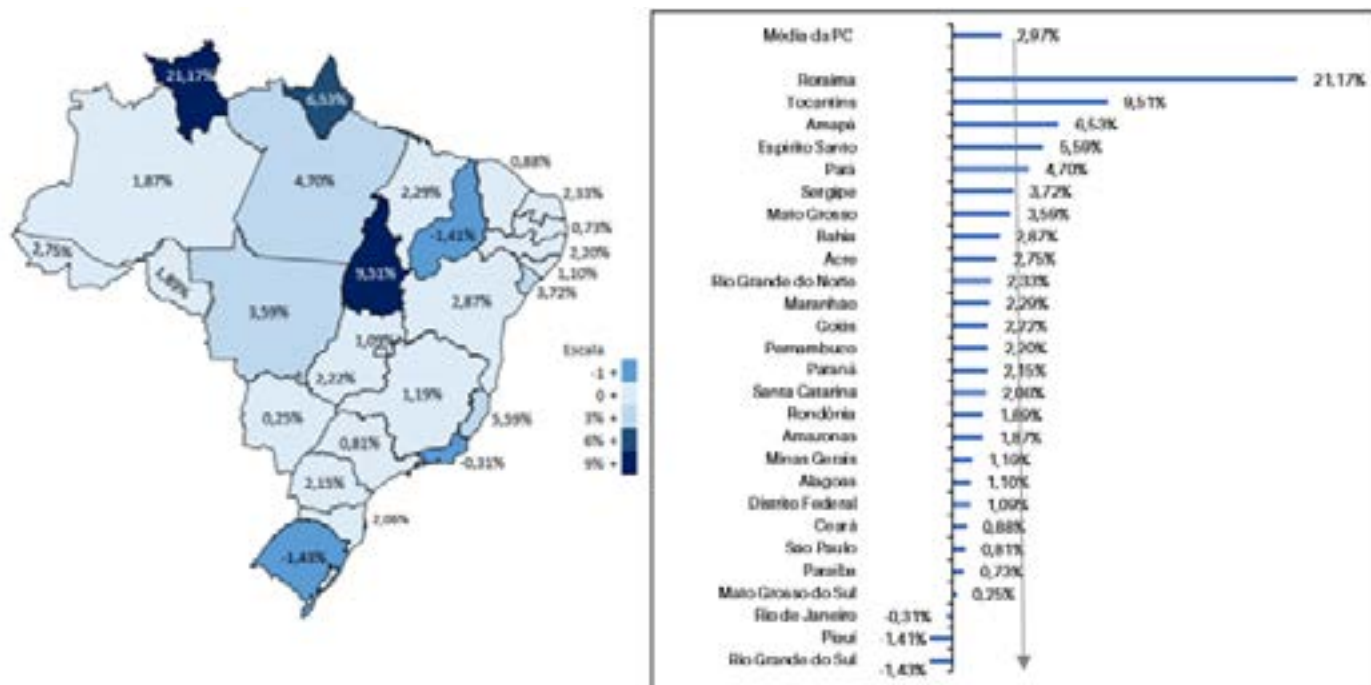 21,17%
6,53%
0,88%
1,87%
4,70%
2,29%
2,33%
-1,41%
0,73%
2,75%
2,20%
9,51%
1,10%
1,89%
3,72%
2,87%
3,59%
1,09%
Escala
-1 +
2,22%
0 +
1,19%
3% +
0,25%
5,59%
6% +
0,81%
-0,31%
9% +
2,15%
2,06%
-1,43%
Média da PC 2,97%
Roraima 21,17%
Tocantins 9,51%
Amapá 6,53%
Espírito Santo 5,59%
Pará 4,70%
Sergipe 3,72%
Mato Grosso 3,59%
Bahia 2,87%
Acre 2,75%
Rio Grande do Norte 2,33%
Maranhão 2,29%
Goiás 2,22%
Pernambuco 2,20%
Paraná 2,15%
Santa Catarina 2,06%
Rondônia 1,89%
Amazonas 1,87%
Minas Gerais 1,19%
Alagoas 1,10%
Distrito Federal 1,09%
Ceará 0,88%
São Paulo 0,81%
Paraíba 0,73%
Mato Grosso do Sul 0,25%
Rio de Janeiro -0,31%
Piauí -1,41%
Rio Grande do Sul -1,43%